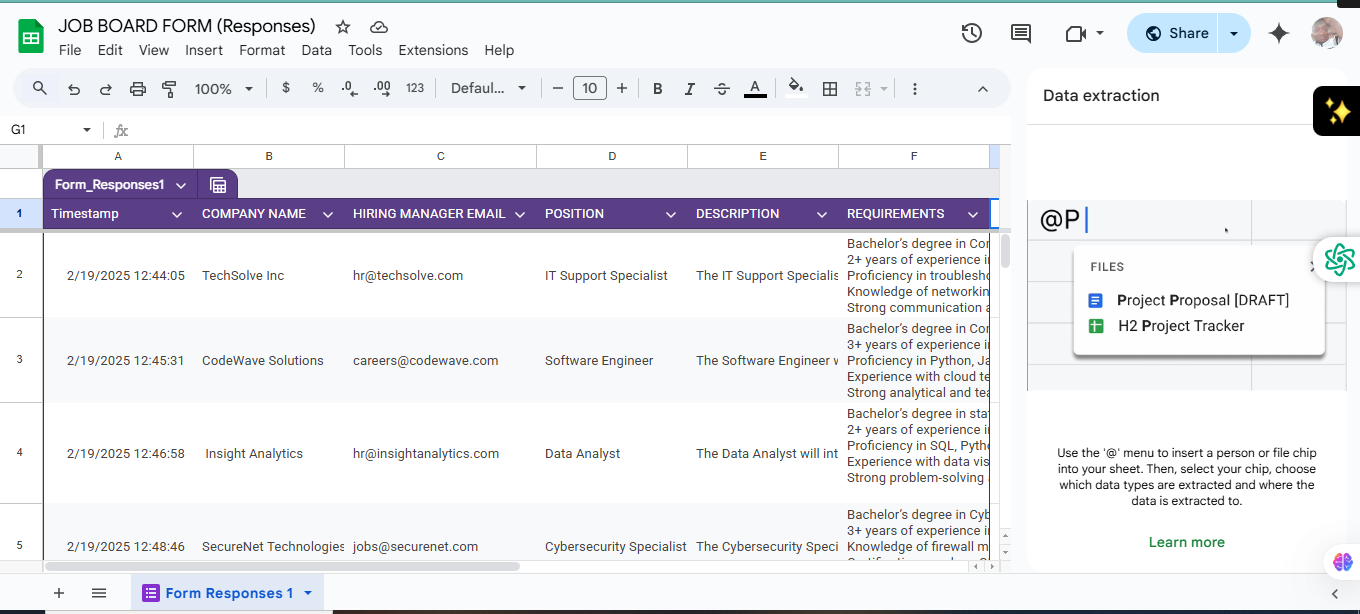 JOB BOARD FORM (Responses)
File Edit View Insert Format Data Tools Extensions Help
Share
100% $ % .0 .00 123 Defaul... 10 B I A
G1 fx
Data extraction
A B C D E F
Form_Responses1
1 Timestamp COMPANY NAME HIRING MANAGER EMAIL POSITION DESCRIPTION REQUIREMENTS
2 2/19/2025 12:44:05 TechSolve Inc hr@techsolve.com IT Support Specialist The IT Support Specialis
Bachelor's degree in Con
2+ years of experience in
Proficiency in troublesho
Knowledge of networkin
Strong communication a
3 2/19/2025 12:45:31 CodeWave Solutions careers@codewave.com Software Engineer The Software Engineer w
Bachelor's degree in Con
3+ years of experience in
Proficiency in Python, Ja
Experience with cloud te
Strong analytical and tea
4 2/19/2025 12:46:58 Insight Analytics hr@insightanalytics.com Data Analyst The Data Analyst will int
Bachelor's degree in stat
2+ years of experience in
Proficiency in SQL, Pytho
Experience with data vis
Strong problem-solving
5 2/19/2025 12:48:46 SecureNet Technologies jobs@securenet.com Cybersecurity Specialist The Cybersecurity Speci
Bachelor's degree in Cyb
3+ years of experience in
Knowledge of firewall m
@P
FILES
Project Proposal [DRAFT]
H2 Project Tracker
Use the '@' menu to insert a person or file chip
into your sheet. Then, select your chip, choose
which data types are extracted and where the
data is extracted to.
Learn more
Form Responses 1